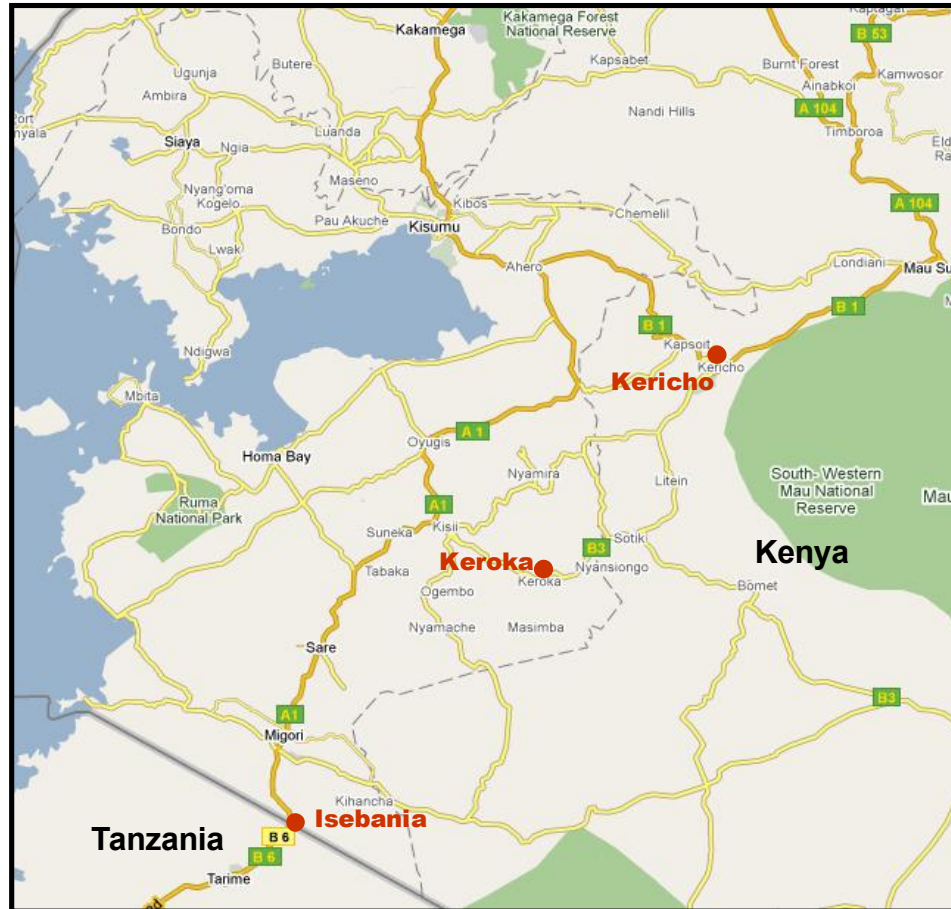 Kakamega
Kakamega Forest
National Reserve
Kaptagat
B 53
Ugunja
Butere
Kapsabet
Burnt Forest
Ainabkoi
Kamwosor
Ambira
A 104
Nandi Hills
Luanda
Timboroa
Siaya
Ngia
Maseno
Nyang'oma
Kogelo
Kibos
A 104
Bondo
Pau Akuche
Kisumu
Chemelil
Lwak
Ahero
Londiani
Mau Su
B 1
B 1
Ndigwa
Kapsoit
Kericho
Kericho
Mbita
A 1
Oyugis
Homa Bay
Nyamira
Litein
South- Western
Mau National
Reserve
Mau
Ruma
National Park
A1
Suneka
Kisii
Sotik
Kenya
B3
Keroka
Tabaka
Keroka
Nyansiongo
Ogembo
Bomet
Nyamache
Masimba
Sare
B3
A1
Migori
Kihancha
Isebania
Tanzania
B 6
B 6
Tarime